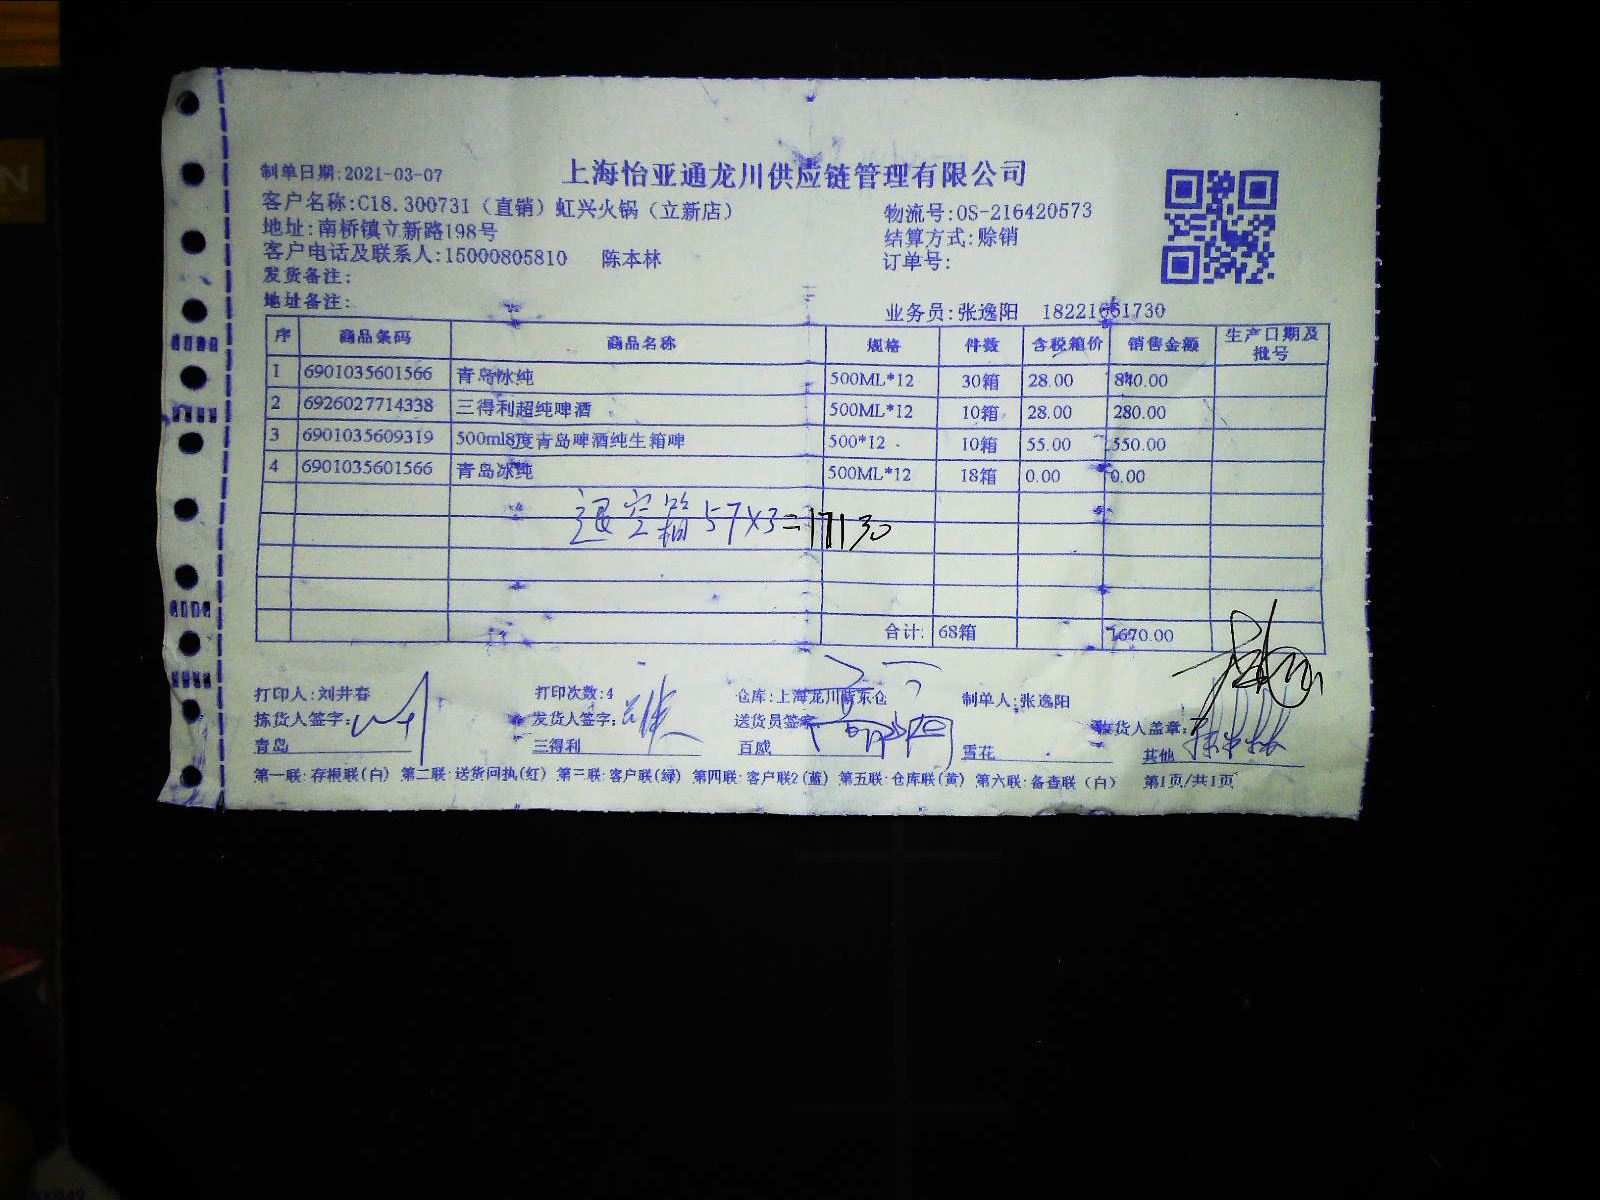 上海怡亚通龙川供应链管理有限公司
制单日期:2021-03-07
客户名称:C18.300731（直销）虹兴火锅（立新店）
物流号:OS-216420573
地址:南桥镇立新路198号
结算方式:赊销
客户电话及联系人:15000805810 陈本林
订单号:
发货备注:
地址备注:
业务员:张逸阳 18221651730
序 商品条码 商品名称 规格 件数 含税箱价 销售金额 生产日期及批号
1 6901035601566 青岛冰纯 500ML*12 30箱 28.00 840.00
2 6926027714338 三得利超纯啤酒 500ML*12 10箱 28.00 280.00
3 6901035609319 500ml8度青岛啤酒纯生箱啤 500*12 10箱 55.00 550.00
4 6901035601566 青岛冰纯 500ML*12 18箱 0.00 0.00
退空箱57×3=171
合计: 68箱 1670.00
打印人:刘井春 打印次数:4 仓库:上海龙川 东仓 制单人:张逸阳
拣货人签字: 发货人签字: 送货员签字: 货人盖章:
青岛 三得利 百威 雪花 其他
第一联:存根联(白) 第二联:送货回执(红) 第三联:客户联(绿) 第四联:客户联2(蓝) 第五联:仓库联(黄) 第六联:备查联（白） 第1页/共1页